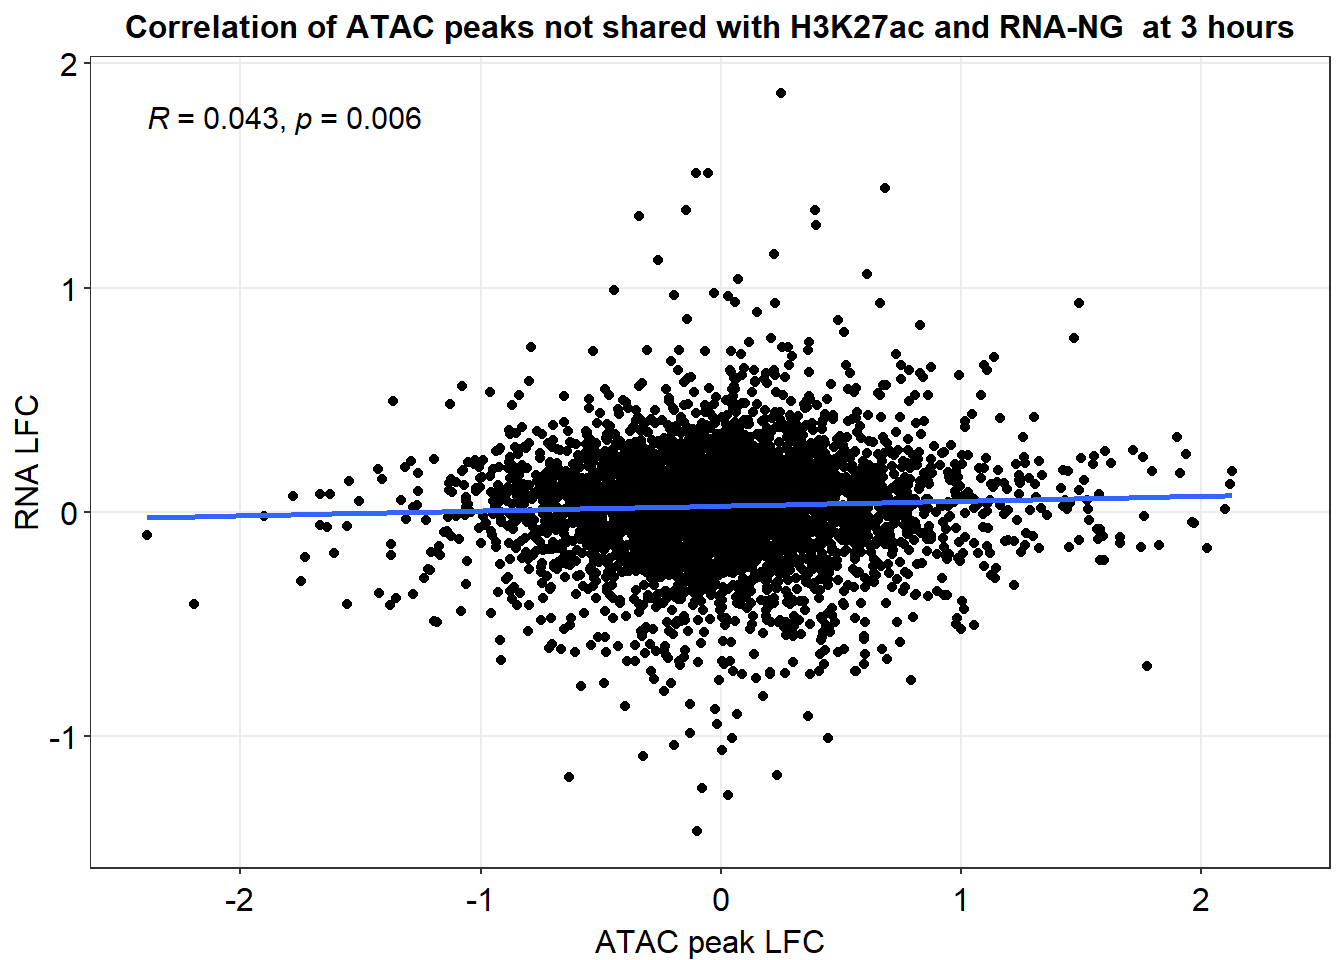 Correlation of ATAC peaks not shared with H3K27ac and RNA-NG  at 3 hours
R = 0.043, p = 0.006
2
1
0
-1
RNA LFC
-2
-1
0
1
2
ATAC peak LFC